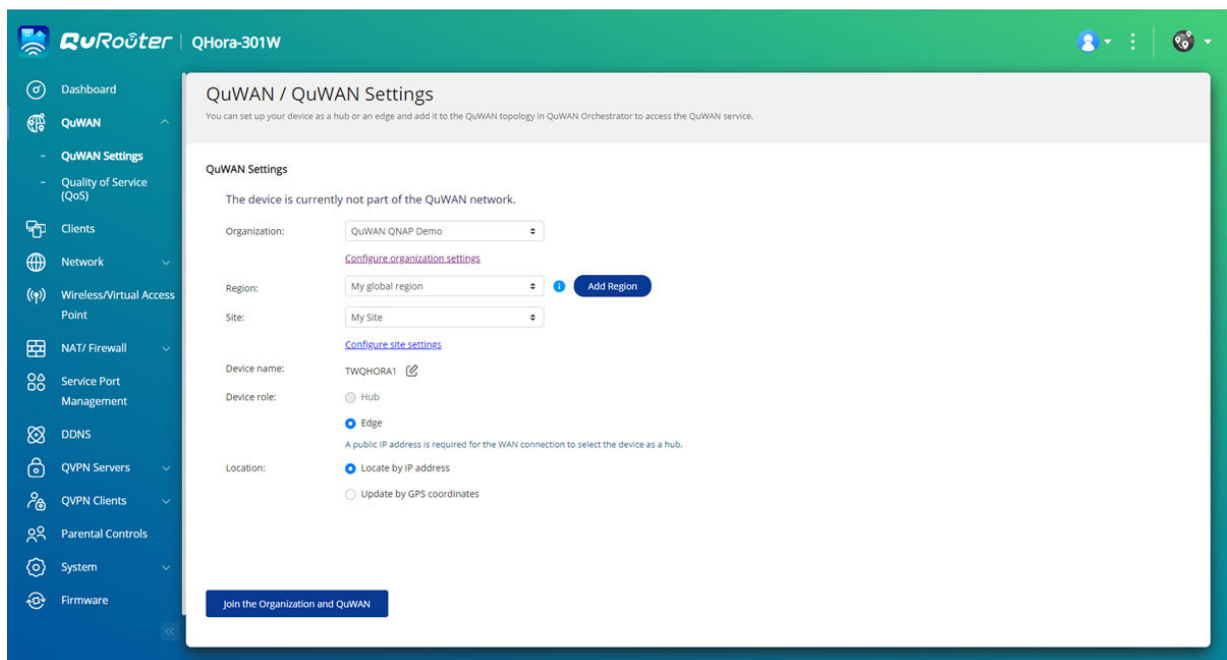 QuRouter | QHora-301W
Dashboard
QuWAN
- QuWAN Settings
- Quality of Service
(QoS)
Clients
Network
Wireless/Virtual Access
Point
NAT/ Firewall
Service Port
Management
DDNS
QVPN Servers
QVPN Clients
Parental Controls
System
Firmware
QuWAN / QuWAN Settings
You can set up your device as a hub or an edge and add it to the QuWAN topology in QuWAN Orchestrator to access the QuWAN service.
QuWAN Settings
The device is currently not part of the QuWAN network.
Organization: QuWAN QNAP Demo
Configure organization settings
Region: My global region Add Region
Site: My Site
Configure site settings
Device name: TWQHORA1
Device role: Hub
Edge
A public IP address is required for the WAN connection to select the device as a hub.
Location: Locate by IP address
Update by GPS coordinates
Join the Organization and QuWAN